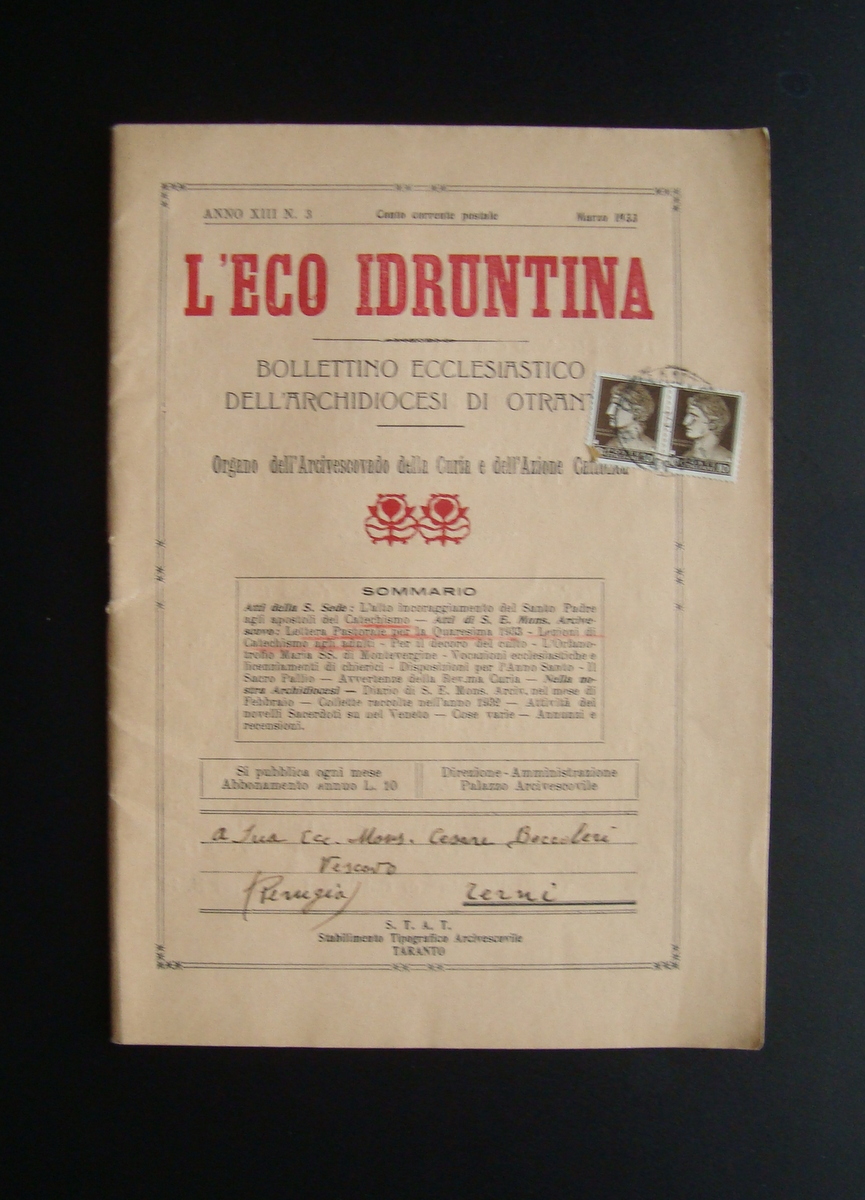 ANNO XIII N. 3 Conto corrente postale Marzo 1933
L'ECO IDRUNTINA
BOLLETTINO ECCLESIASTICO
DELL'ARCHIDIOCESI DI OTRANT
Organo dell'Arcivescovado della Curia e dell'Azione Cattolica
SOMMARIO
Atti della S. Sede: L'alto incoraggiamento del Santo Padre
agli apostoli del Catechismo — Atti di S. E. Mons. Arcive-
scovo: Lettera Pastorale per la Quaresima 1933 - Lezioni di
Catechismo agli adulti - Per il decoro del culto - L'Orfano-
trofio Maria SS. di Montevergine - Vocazioni ecclesiastiche e
licenziamenti di chierici - Disposizioni per l'Anno Santo - Il
Sacro Pallio — Avvertenze della Rev.ma Curia — Nella no-
stra Archidiocesi — Diario di S. E. Mons. Arciv. nel mese di
Febbraio — Collette raccolte nell'anno 1932 — Attività dei
novelli Sacerdoti su nel Veneto — Cose varie — Annunzi e
recensioni.
Si pubblica ogni mese
Abbonamento annuo L. 10
Direzione - Amministrazione
Palazzo Arcivescovile
A Sua Ecc. Mons. Cesare Boccoleri
Vescovo
(Perugia) Terni
S. T. A. T.
Stabilimento Tipografico Arcivescovile
TARANTO